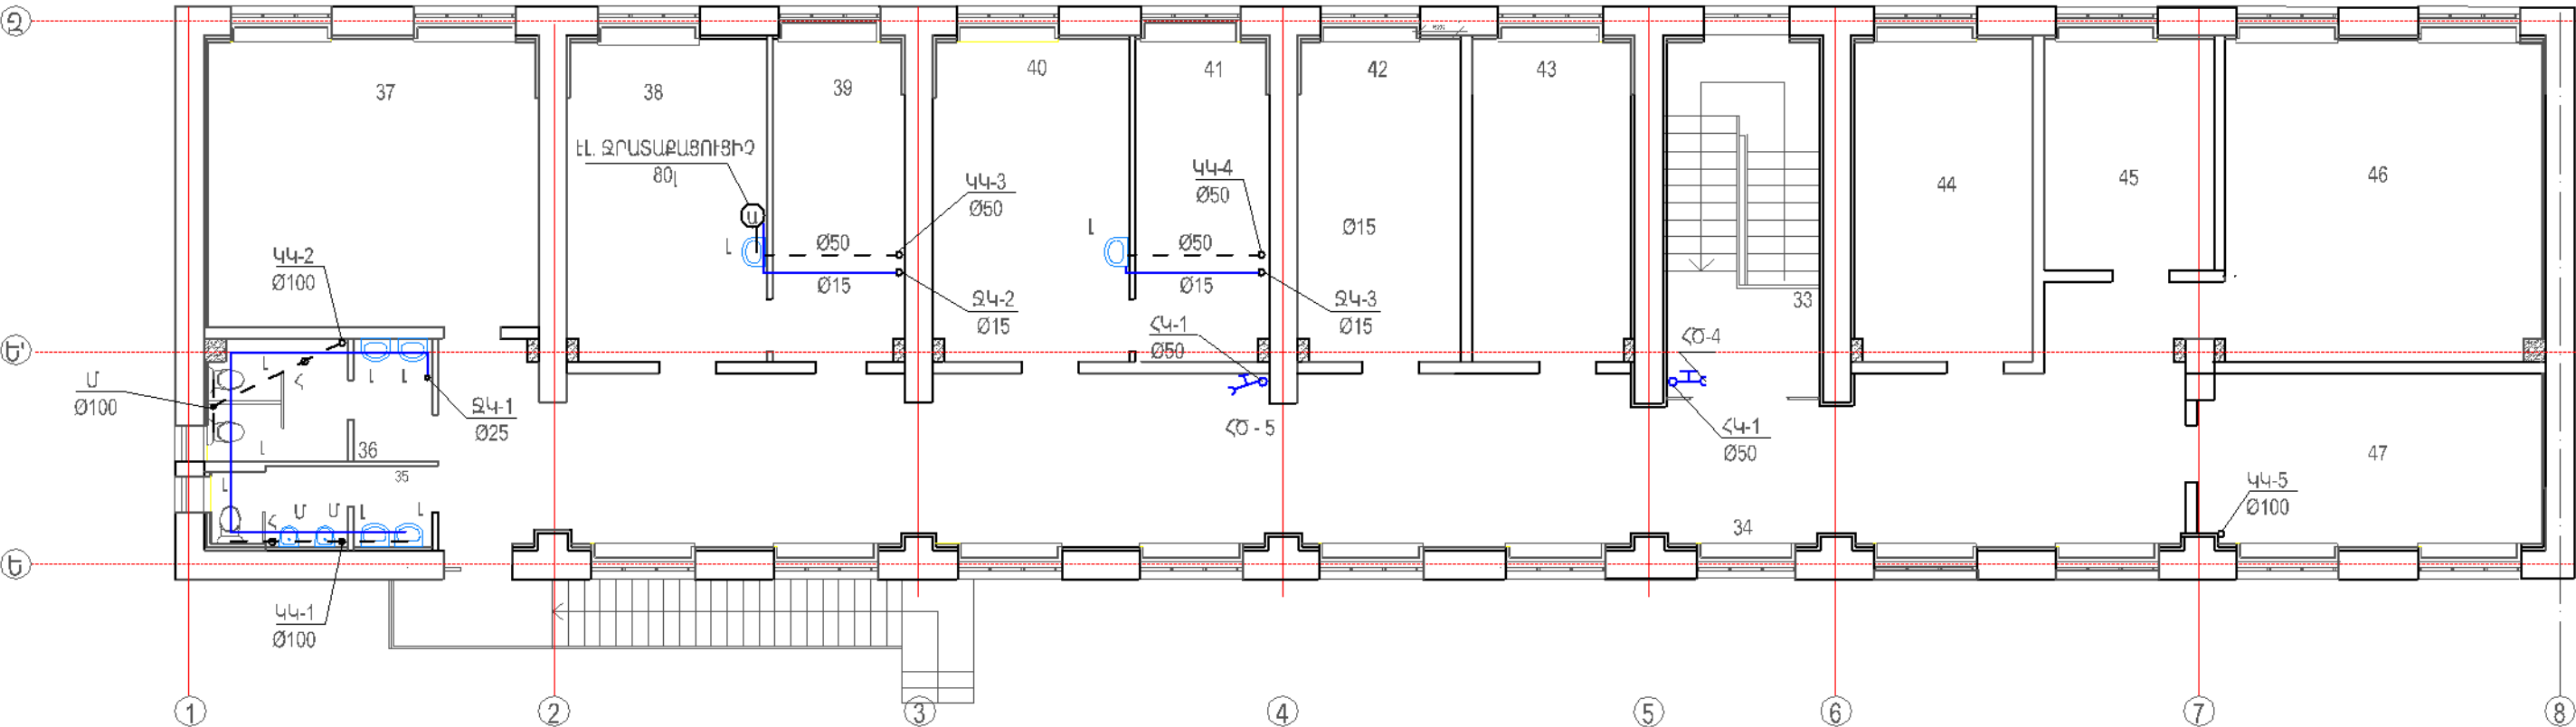 Զ
37
38
39
40
41
42
43
44
45
46
ԷԼ. ՋՐԱՏԱՔԱՑՈՒՑԻՉ
80լ
ա
լ
Ø50
Ø15
ԿԿ-3
Ø50
ՋԿ-2
Ø15
լ
ԿԿ-4
Ø50
Ø50
Ø15
ՋԿ-3
Ø15
Ø15
ՀԿ-1
Ø50
ՀԾ - 5
33
ՀԾ-4
ՀԿ-1
Ø50
ԿԿ-2
Ø100
Ե'
Մ
Ø100
լ
Հ
լ
լ
ՋԿ-1
Ø25
լ
36
35
լ
Հ
Մ
Մ
լ
լ
34
47
ԿԿ-5
Ø100
Ե
ԿԿ-1
Ø100
1
2
3
4
5
6
7
8